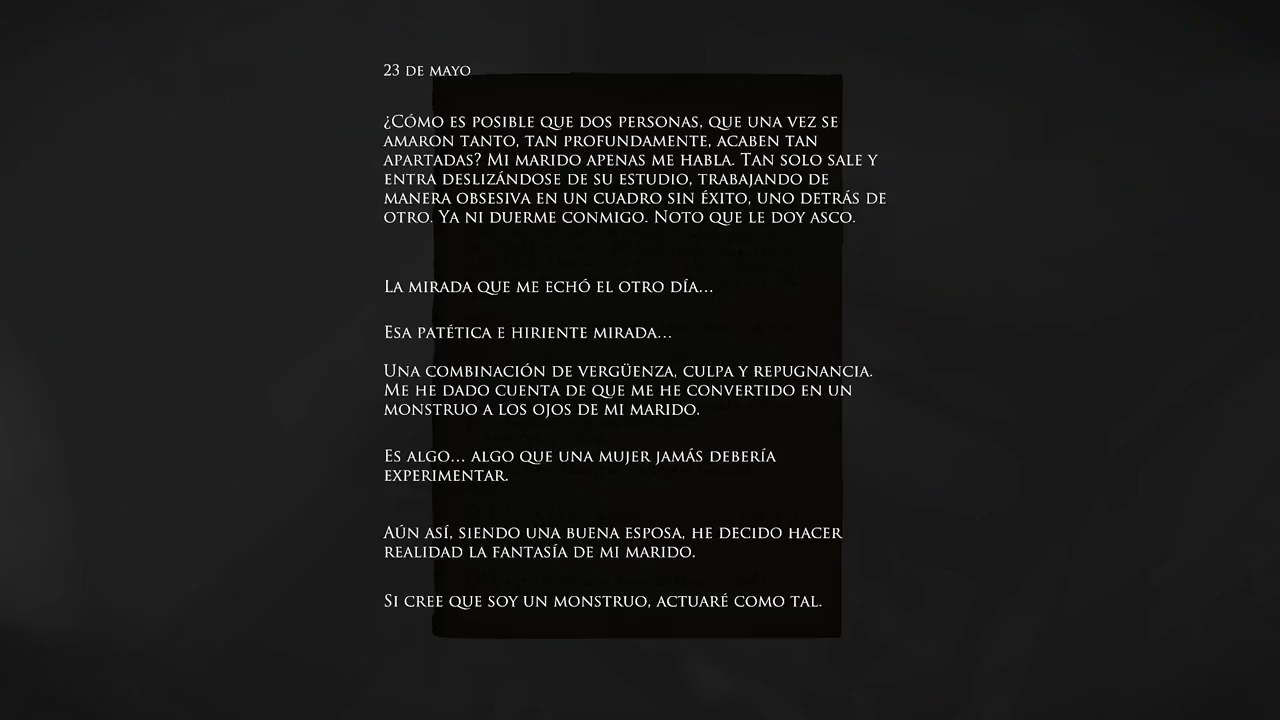 23 de mayo
¿Cómo es posible que dos personas, que una vez se
amaron tanto, tan profundamente, acaben tan
apartadas? Mi marido apenas me habla. Tan solo sale y
entra deslizándose de su estudio, trabajando de
manera obsesiva en un cuadro sin éxito, uno detrás de
otro. Ya ni duerme conmigo. Noto que le doy asco.
La mirada que me echó el otro día...
Esa patética e hiriente mirada...
Una combinación de vergüenza, culpa y repugnancia.
Me he dado cuenta de que me he convertido en un
monstruo a los ojos de mi marido.
Es algo... algo que una mujer jamás debería
experimentar.
Aún así, siendo una buena esposa, he decido hacer
realidad la fantasía de mi marido.
Si cree que soy un monstruo, actuaré como tal.